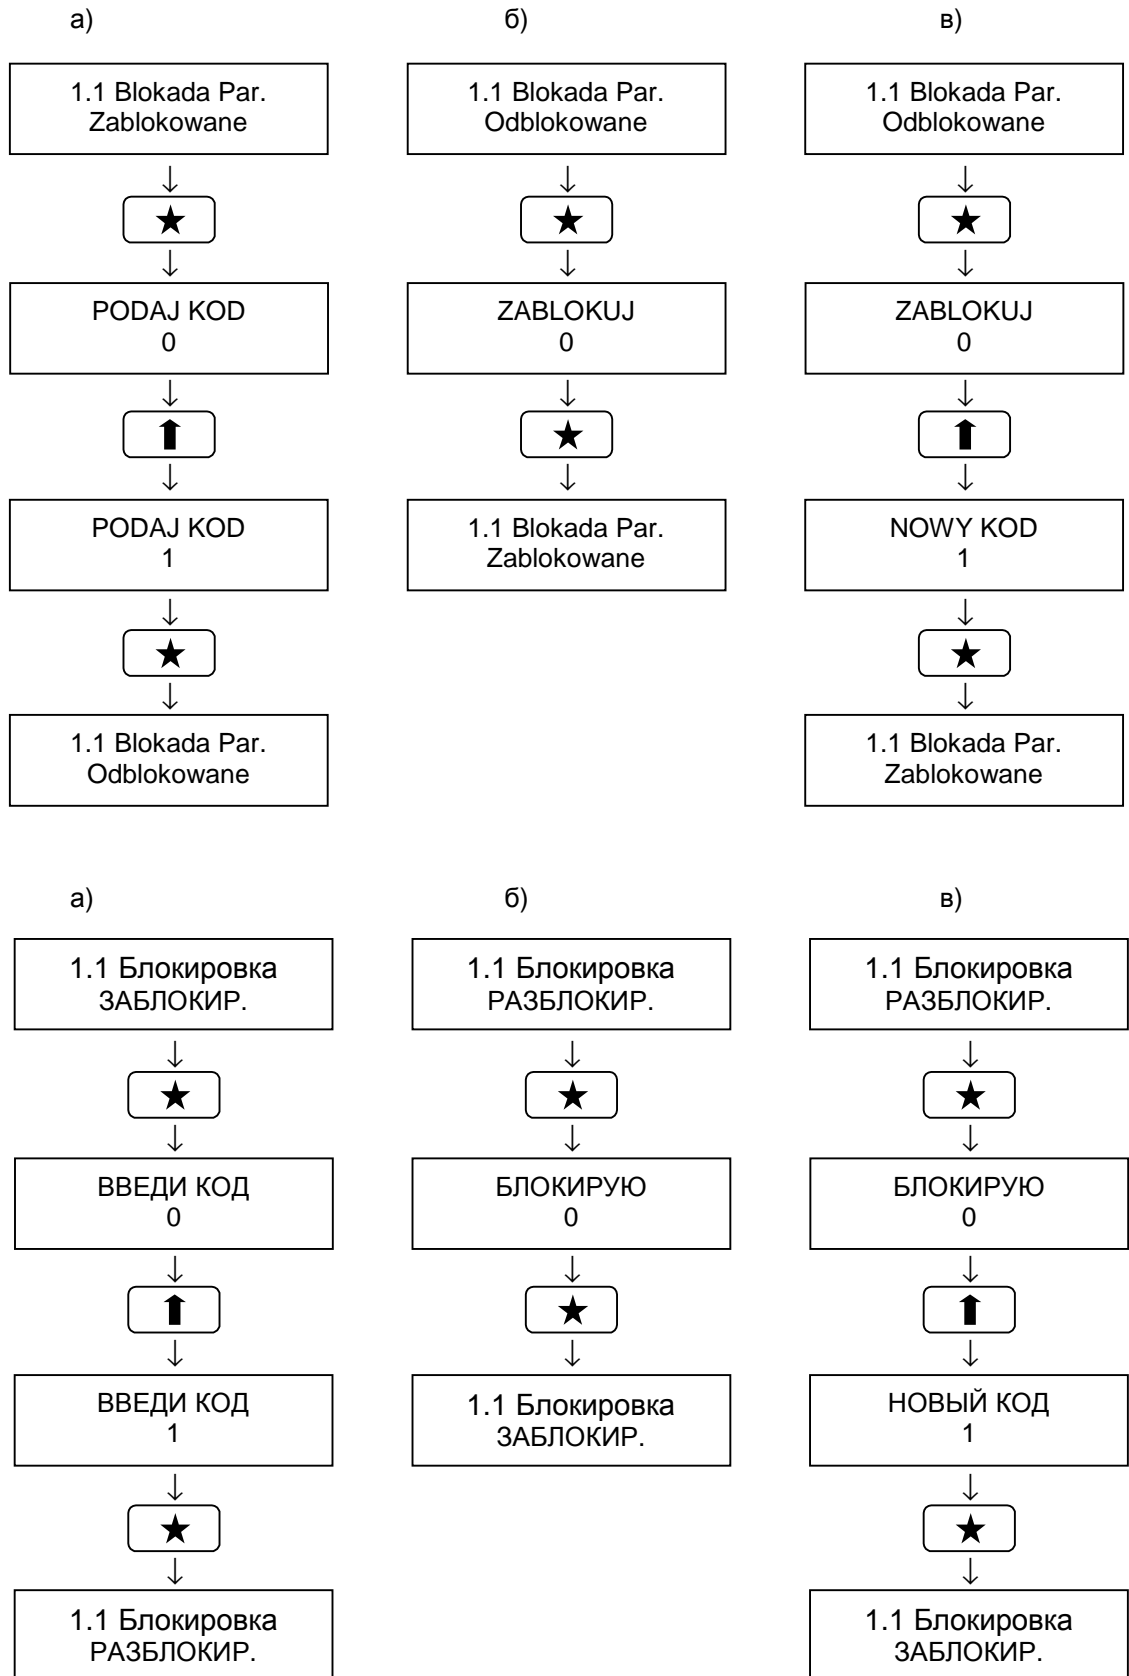 а)
б)
в)
1.1 Blokada Par.
Zablokowane
1.1 Blokada Par.
Odblokowane
1.1 Blokada Par.
Odblokowane
PODAJ KOD
0
ZABLOKUJ
0
ZABLOKUJ
0
PODAJ KOD
1
1.1 Blokada Par.
Zablokowane
NOWY KOD
1
1.1 Blokada Par.
Odblokowane
1.1 Blokada Par.
Zablokowane
а)
б)
в)
1.1 Блокировка
ЗАБЛОКИР.
1.1 Блокировка
РАЗБЛОКИР.
1.1 Блокировка
РАЗБЛОКИР.
ВВЕДИ КОД
0
БЛОКИРУЮ
0
БЛОКИРУЮ
0
ВВЕДИ КОД
1
1.1 Блокировка
ЗАБЛОКИР.
НОВЫЙ КОД
1
1.1 Блокировка
РАЗБЛОКИР.
1.1 Блокировка
ЗАБЛОКИР.